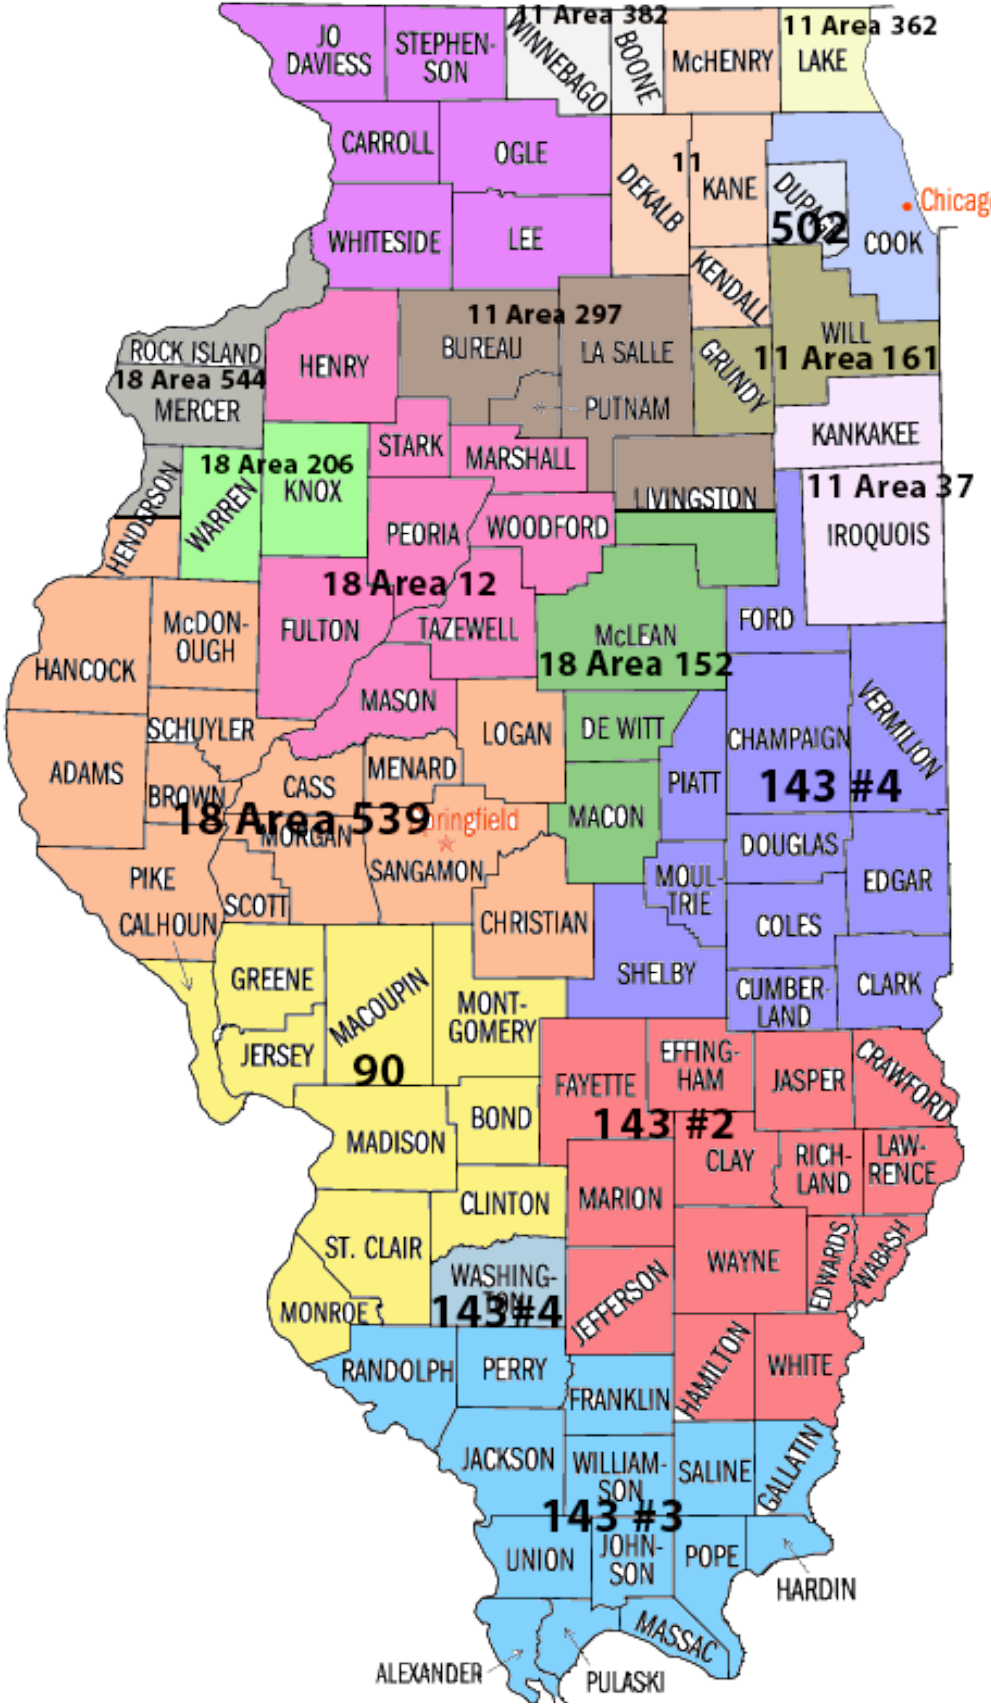 11 Area 382
11 Area 362
JO
DAVIESS
STEPHEN-
SON
WINNEBAGO
BOONE
McHENRY
LAKE
CARROLL
OGLE
DEKALB
11
KANE
DUPAGE
502
Chicag
COOK
WHITESIDE
LEE
KENDALL
11 Area 297
ROCK ISLAND
HENRY
BUREAU
LA SALLE
GRUNDY
WILL
11 Area 161
18 Area 544
MERCER
PUTNAM
STARK
MARSHALL
KANKAKEE
HENDERSON
18 Area 206
WARREN
KNOX
LIVINGSTON
11 Area 37
IROQUOIS
PEORIA
WOODFORD
18 Area 12
FULTON
TAZEWELL
McLEAN
18 Area 152
FORD
HANCOCK
McDON-
OUGH
MASON
SCHUYLER
LOGAN
DE WITT
CHAMPAIGN
VERMILION
143 #4
ADAMS
BROWN
CASS
MENARD
PIATT
18 Area 539
MORGAN
pringfield
SANGAMON
MACON
DOUGLAS
EDGAR
PIKE
SCOTT
CHRISTIAN
MOUL-
TRIE
COLES
CALHOUN
GREENE
MACOUPIN
MONT-
GOMERY
SHELBY
CUMBER-
LAND
CLARK
JERSEY
90
FAYETTE
EFFING-
HAM
JASPER
CRAWFORD
143 #2
MADISON
BOND
CLAY
RICH-
LAND
LAW-
RENCE
CLINTON
MARION
ST. CLAIR
WAYNE
EDWARDS
WABASH
WASHING-
TON
143#4
MONROE
JEFFERSON
RANDOLPH
PERRY
FRANKLIN
HAMILTON
WHITE
JACKSON
WILLIAM-
SON
SALINE
GALLATIN
143 #3
UNION
JOHN-
SON
POPE
HARDIN
MASSAC
ALEXANDER
PULASKI